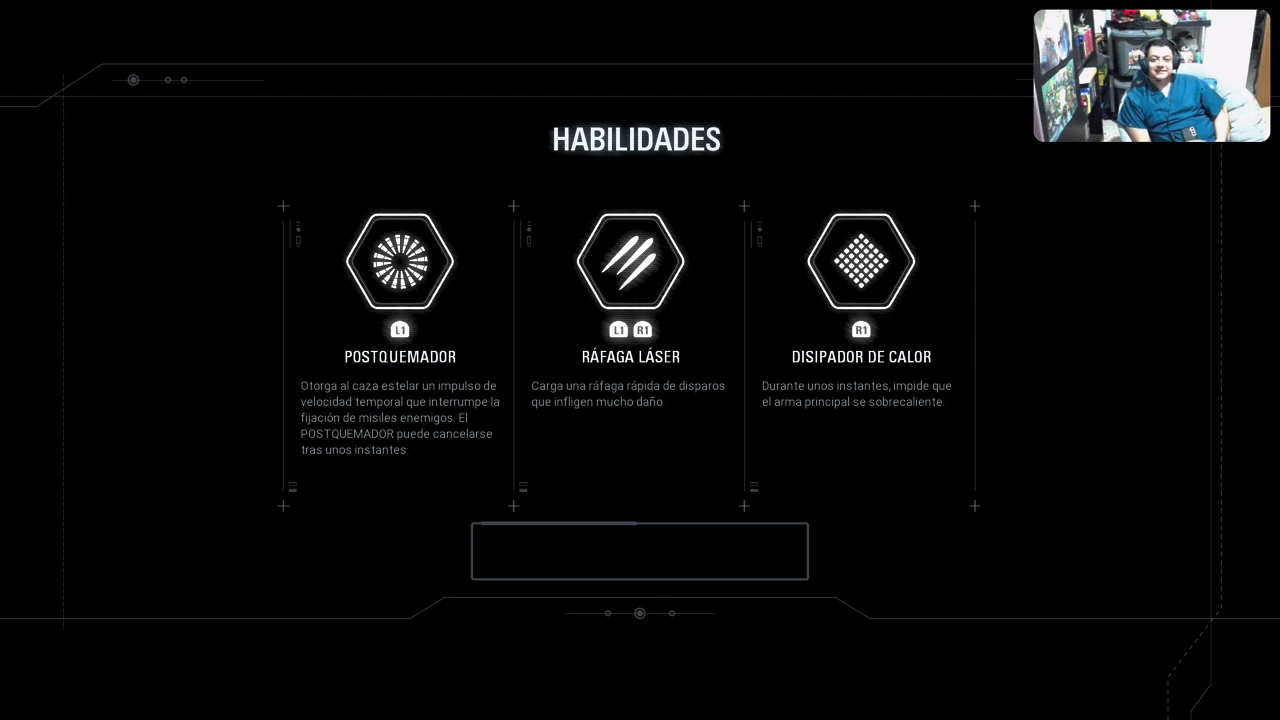 HABILIDADES
L1
L1 R1
R1
POSTQUEMADOR
RÁFAGA LÁSER
DISIPADOR DE CALOR
Otorga al caza estelar un impulso de
velocidad temporal que interrumpe la
fijación de misiles enemigos. El
POSTQUEMADOR puede cancelarse
tras unos instantes.
Carga una ráfaga rápida de disparos
que infligen mucho daño.
Durante unos instantes, impide que
el arma principal se sobrecaliente.